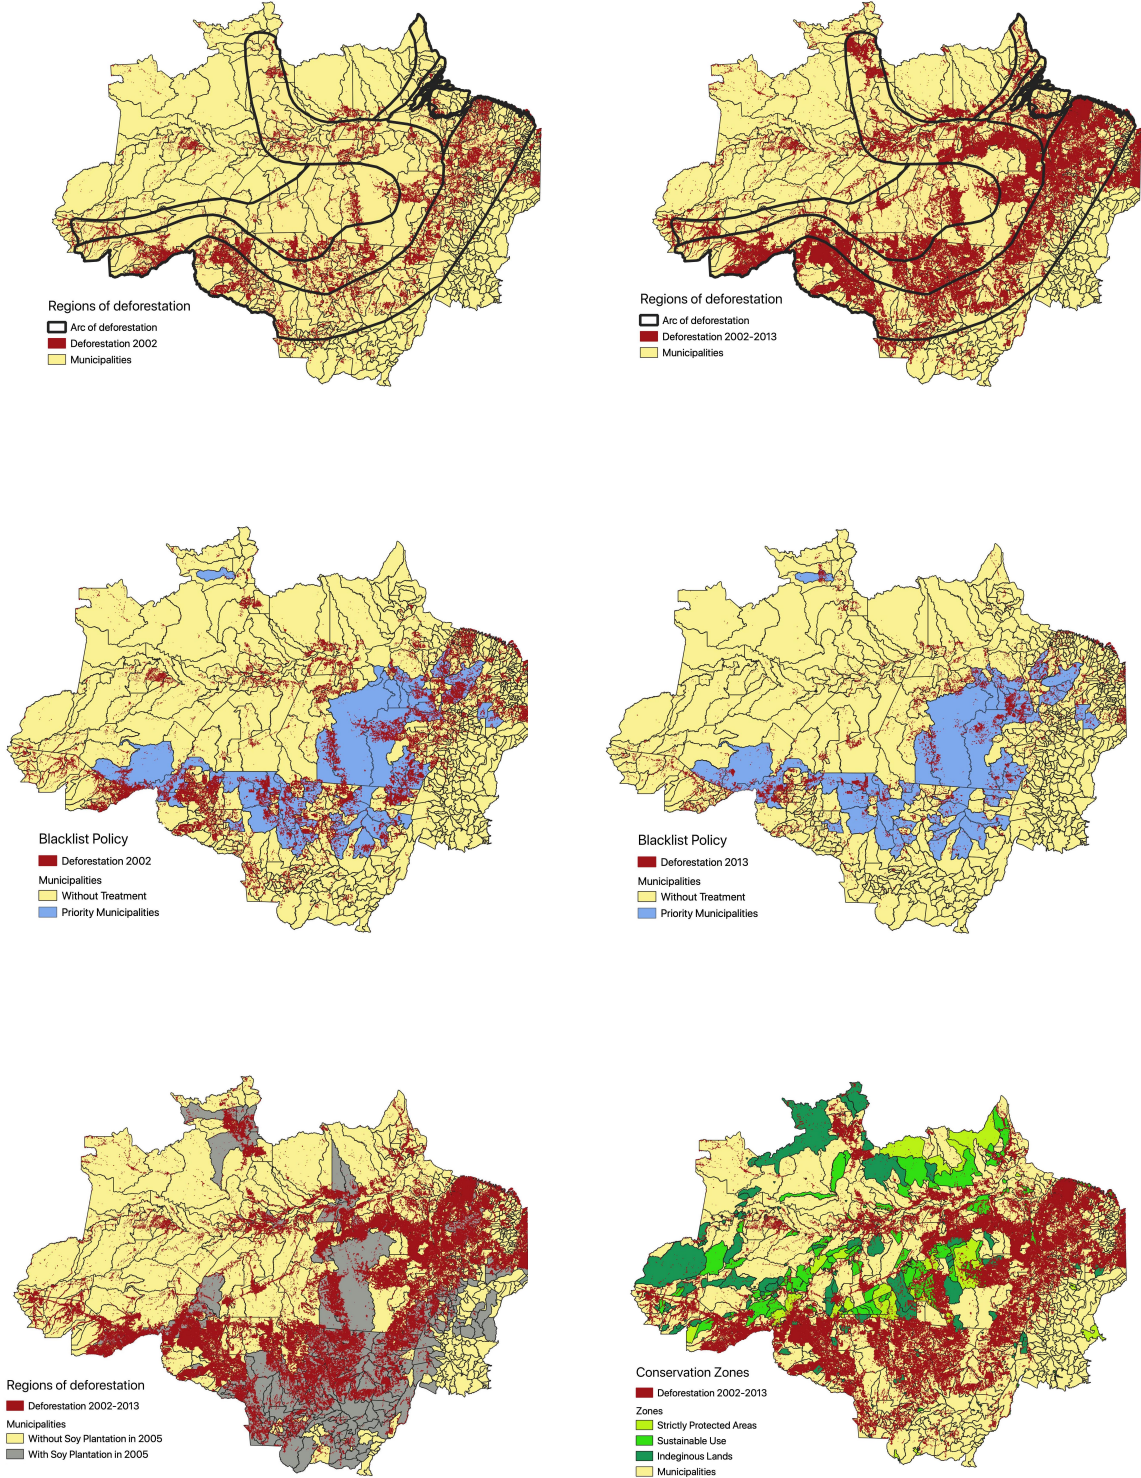 Regions of deforestation
Arc of deforestation
Deforestation 2002
Municipalities
Regions of deforestation
Arc of deforestation
Deforestation 2002-2013
Municipalities
Blacklist Policy
Deforestation 2002
Municipalities
Without Treatment
Priority Municipalities
Blacklist Policy
Deforestation 2013
Municipalities
Without Treatment
Priority Municipalities
Regions of deforestation
Deforestation 2002-2013
Municipalities
Without Soy Plantation in 2005
With Soy Plantation in 2005
Conservation Zones
Deforestation 2002-2013
Zones
Strictly Protected Areas
Sustainable Use
Indeginous Lands
Municipalities